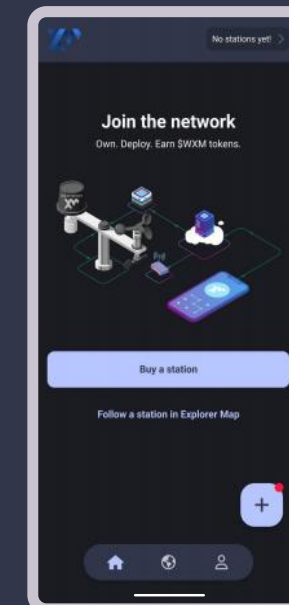 No stations yet!
Join the network
Own. Deploy. Earn $WXM tokens.
Buy a station
Follow a station in Explorer Map